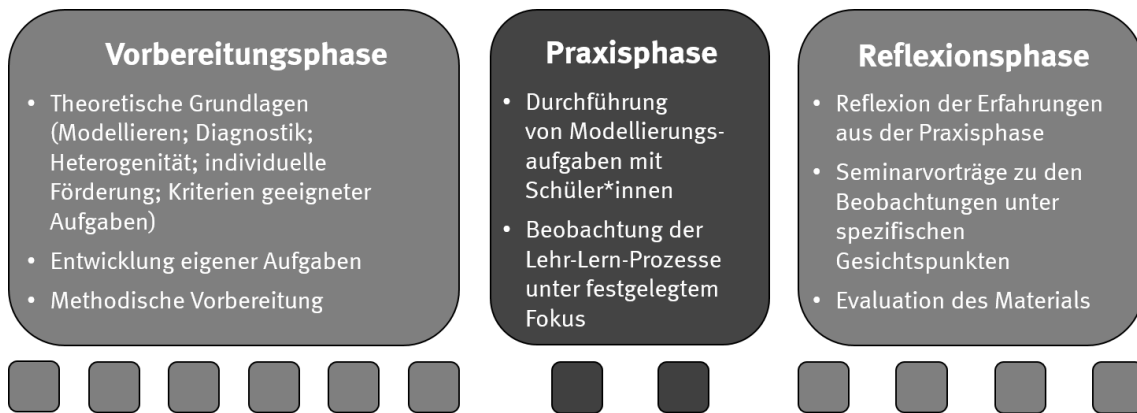 Vorbereitungsphase
• Theoretische Grundlagen
(Modellieren; Diagnostik;
Heterogenität; individuelle
Förderung; Kriterien geeigneter
Aufgaben)
• Entwicklung eigener Aufgaben
• Methodische Vorbereitung
Praxisphase
• Durchführung
von Modellierungs-
aufgaben mit
Schüler*innen
• Beobachtung der
Lehr-Lern-Prozesse
unter festgelegtem
Fokus
Reflexionsphase
• Reflexion der Erfahrungen
aus der Praxisphase
• Seminarvorträge zu den
Beobachtungen unter
spezifischen
Gesichtspunkten
• Evaluation des Materials